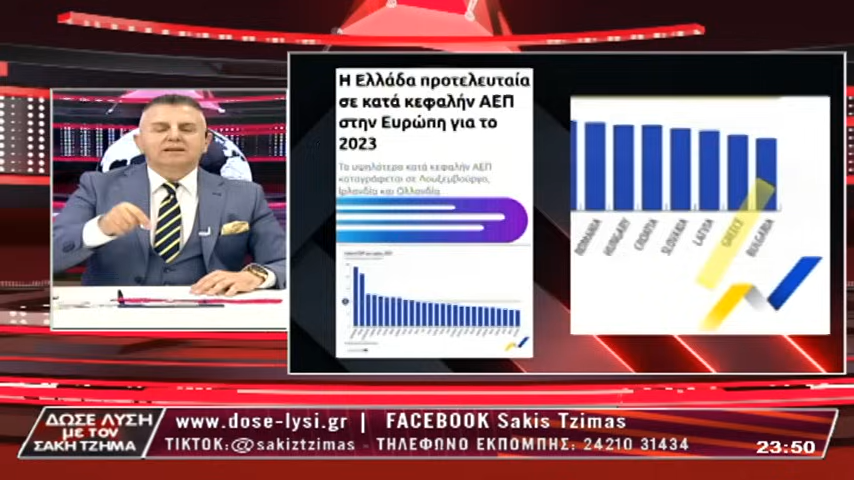 Η Ελλάδα προτελευταία
σε κατά κεφαλήν ΑΕΠ
στην Ευρώπη για το
2023
Τα υψηλότερα κατά κεφαλήν ΑΕΠ
καταγράφεται σε Λουξεμβούργο,
Ιρλανδία και Ολλανδία
ROMANIA
HUNGARY
CROATIA
SLOVAKIA
LATVIA
GREECE
BULGARIA
ΔΩΣΕ ΛΥΣΗ
με τον
ΣΑΚΗ ΤΖΗΜΑ
www.dose-lysi.gr | FACEBOOK Sakis Tzimas
TIKTOK:@sakiztzimas - ΤΗΛΕΦΩΝΟ ΕΚΠΟΜΠΗΣ: 24210 31434
23:50